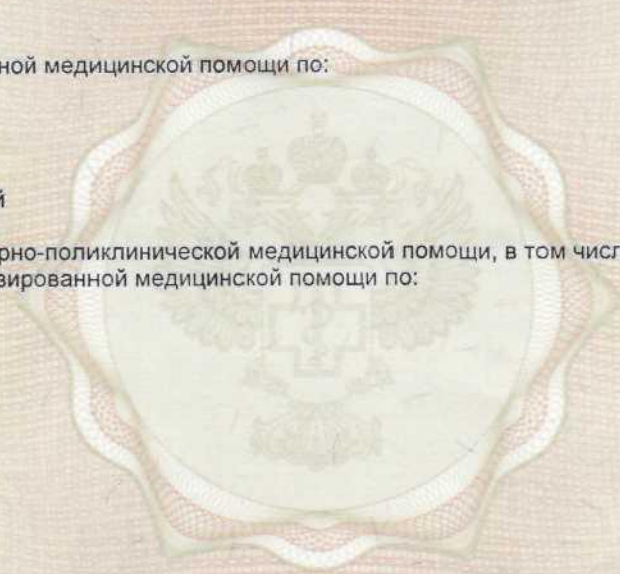 ной медицинской помощи по:
й
рно-поликлинической медицинской помощи, в том числ
зированной медицинской помощи по: